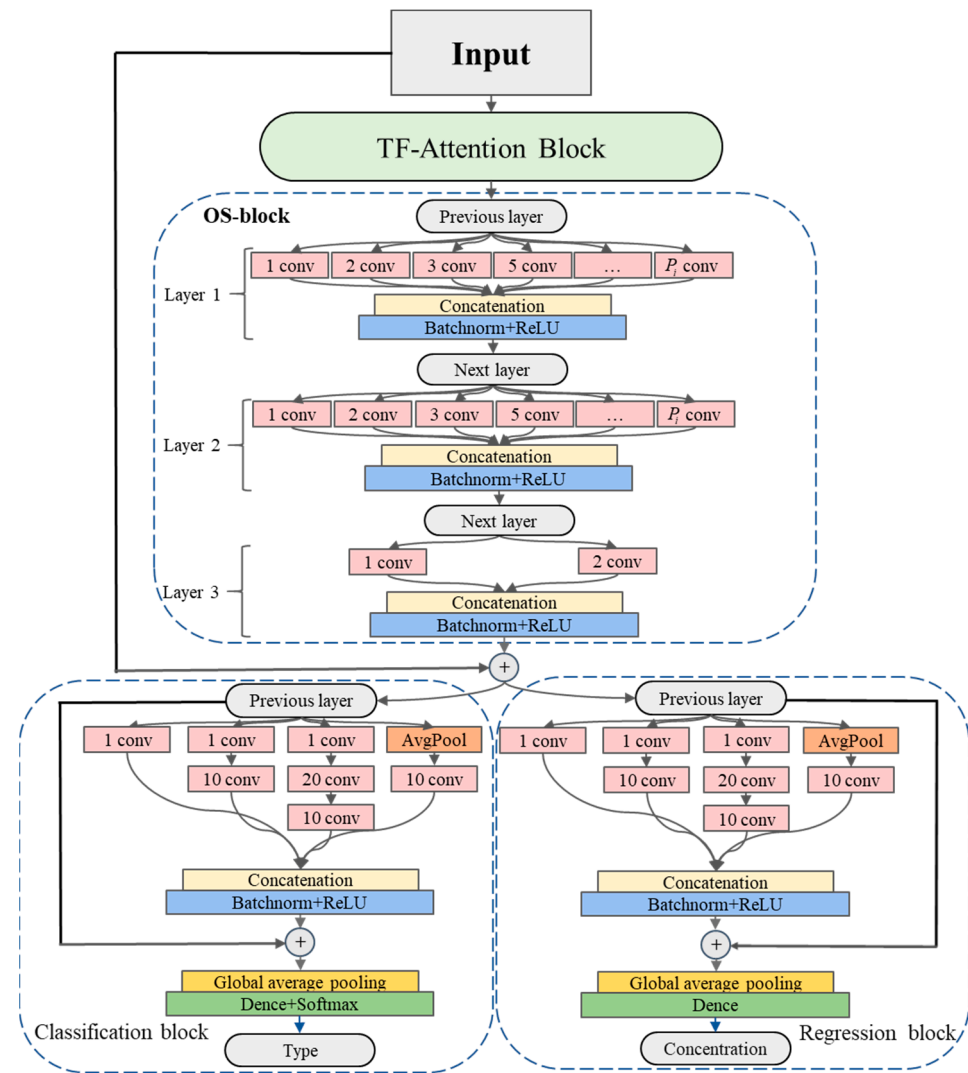 Input
TF-Attention Block
OS-block
Previous layer
1 conv 2 conv 3 conv 5 conv … Pi conv
Layer 1
Concatenation
Batchnorm+ReLU
Next layer
1 conv 2 conv 3 conv 5 conv … Pi conv
Layer 2
Concatenation
Batchnorm+ReLU
Next layer
1 conv 2 conv
Layer 3
Concatenation
Batchnorm+ReLU
+
Previous layer
1 conv 1 conv 1 conv AvgPool
10 conv 20 conv 10 conv
10 conv
Concatenation
Batchnorm+ReLU
+
Global average pooling
Dence+Softmax
Classification block
Type
Previous layer
1 conv 1 conv 1 conv AvgPool
10 conv 20 conv 10 conv
10 conv
Concatenation
Batchnorm+ReLU
+
Global average pooling
Dence
Regression block
Concentration